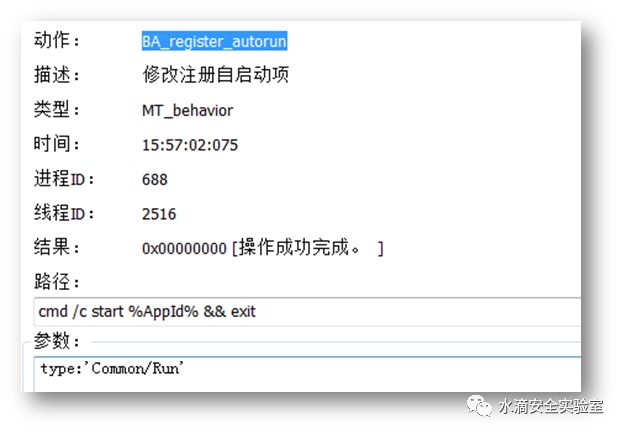 动作： BA_register_autorun
描述： 修改注册自启动项
类型： MT_behavior
时间： 15:57:02:075
进程ID： 688
线程ID： 2516
结果： 0x00000000 [操作成功完成。 ]
路径：
cmd /c start %AppId% && exit
参数：
type:'Common/Run'
水滴安全实验室